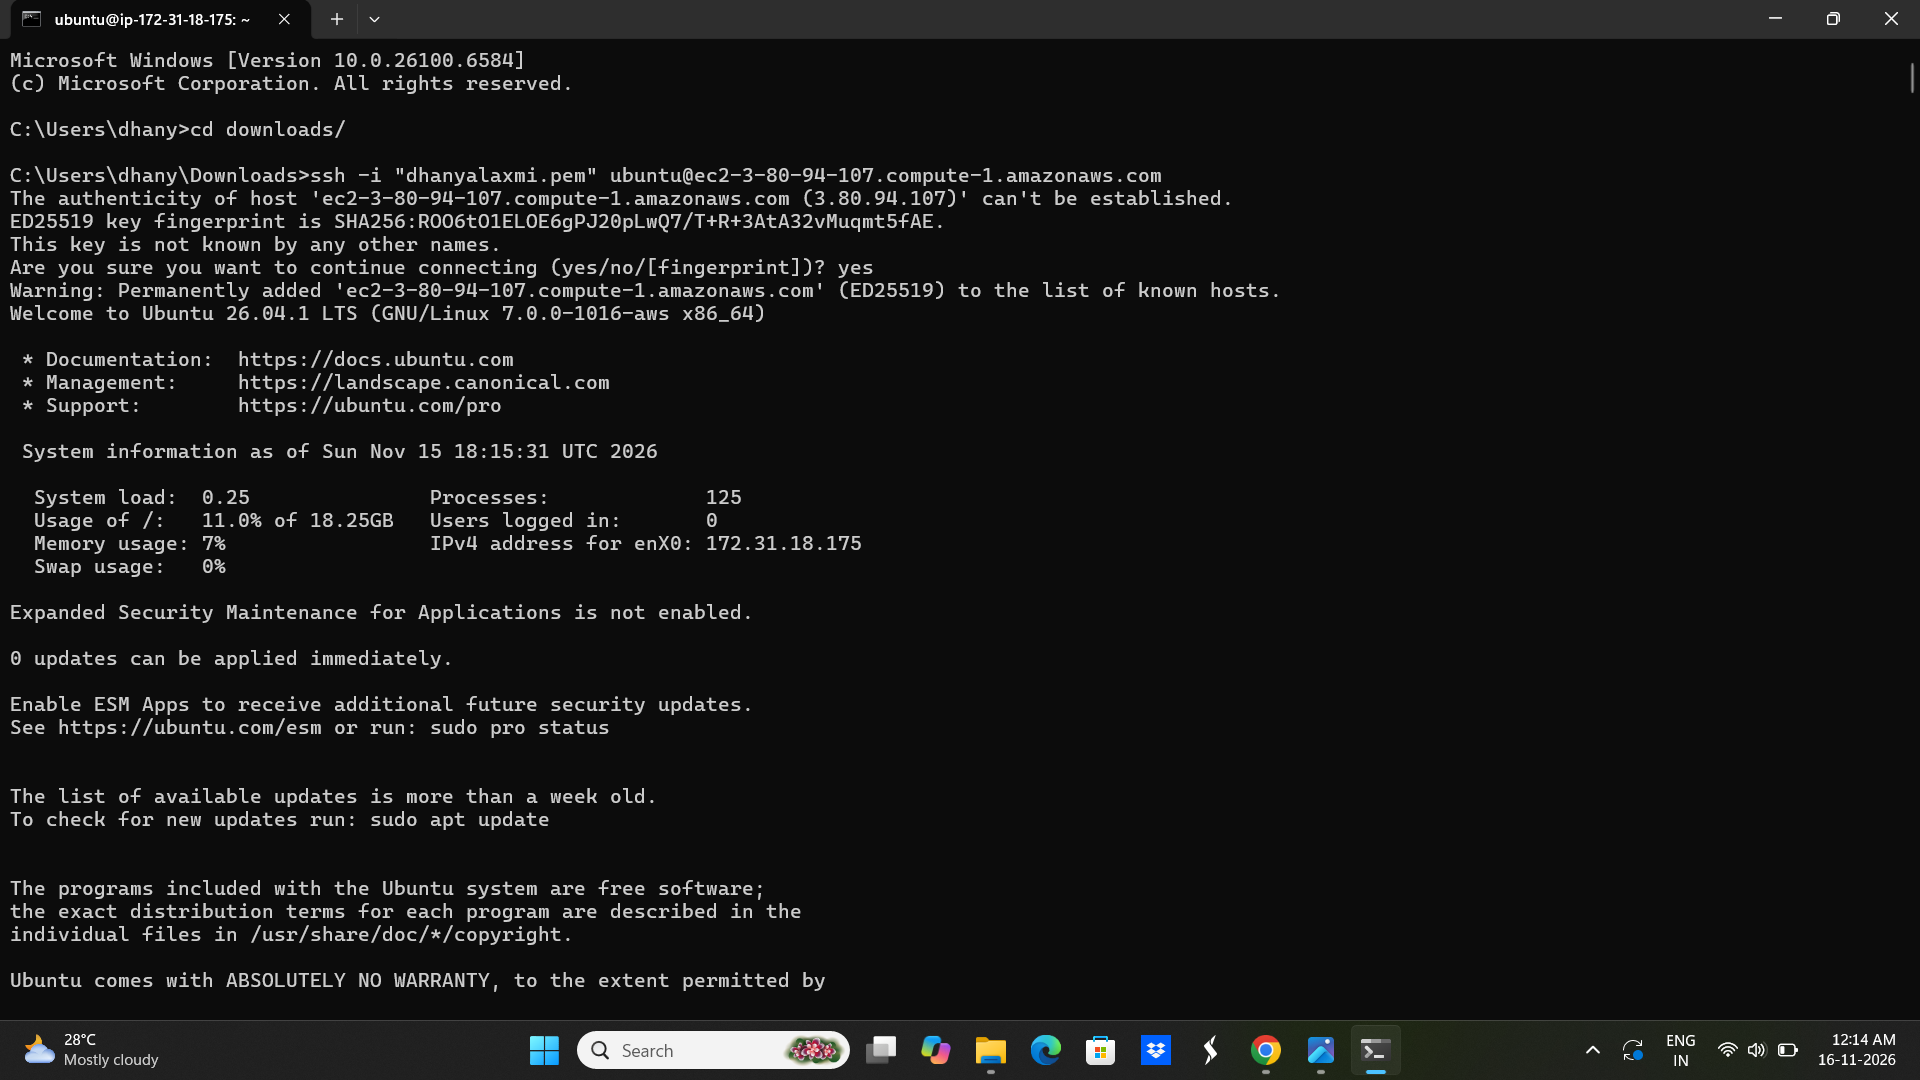 ubuntu@ip-172-31-18-175: ~
Microsoft Windows [Version 10.0.26100.6584]
(c) Microsoft Corporation. All rights reserved.
C:\Users\dhany>cd downloads/
C:\Users\dhany\Downloads>ssh -i "dhanyalaxmi.pem" ubuntu@ec2-3-80-94-107.compute-1.amazonaws.com
The authenticity of host 'ec2-3-80-94-107.compute-1.amazonaws.com (3.80.94.107)' can't be established.
ED25519 key fingerprint is SHA256:ROO6tO1ELOE6gPJ20pLwQ7/T+R+3AtA32vMuqmt5fAE.
This key is not known by any other names.
Are you sure you want to continue connecting (yes/no/[fingerprint])? yes
Warning: Permanently added 'ec2-3-80-94-107.compute-1.amazonaws.com' (ED25519) to the list of known hosts.
Welcome to Ubuntu 26.04.1 LTS (GNU/Linux 7.0.0-1016-aws x86_64)
* Documentation:  https://docs.ubuntu.com
* Management:     https://landscape.canonical.com
* Support:        https://ubuntu.com/pro
System information as of Sun Nov 15 18:15:31 UTC 2026
System load:  0.25               Processes:             125
Usage of /:   11.0% of 18.25GB   Users logged in:       0
Memory usage: 7%                 IPv4 address for enX0: 172.31.18.175
Swap usage:   0%
Expanded Security Maintenance for Applications is not enabled.
0 updates can be applied immediately.
Enable ESM Apps to receive additional future security updates.
See https://ubuntu.com/esm or run: sudo pro status
The list of available updates is more than a week old.
To check for new updates run: sudo apt update
The programs included with the Ubuntu system are free software;
the exact distribution terms for each program are described in the
individual files in /usr/share/doc/*/copyright.
Ubuntu comes with ABSOLUTELY NO WARRANTY, to the extent permitted by
28°C
Mostly cloudy
Search
ENG
IN
12:14 AM
16-11-2026